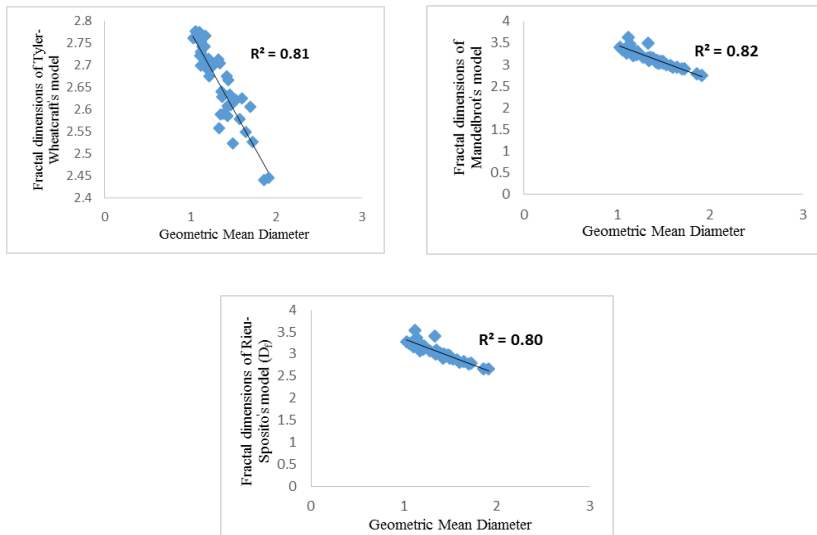 Fractal dimensions of Tyler-
Wheatcraft's model
2.8
2.75
2.7
2.65
2.6
2.55
2.5
2.45
2.4
R² = 0.81
0 1 2 3
Geometric Mean Diameter
Fractal dimensions of
Mandelbrof's model
4
3.5
3
2.5
2
1.5
1
0.5
0
R² = 0.82
0 1 2 3
Geometric Mean Diameter
Fractal dimensions of Rieu-
Sposito's model (Df)
4
3.5
3
2.5
2
1.5
1
0.5
0
R² = 0.80
0 1 2 3
Geometric Mean Diameter